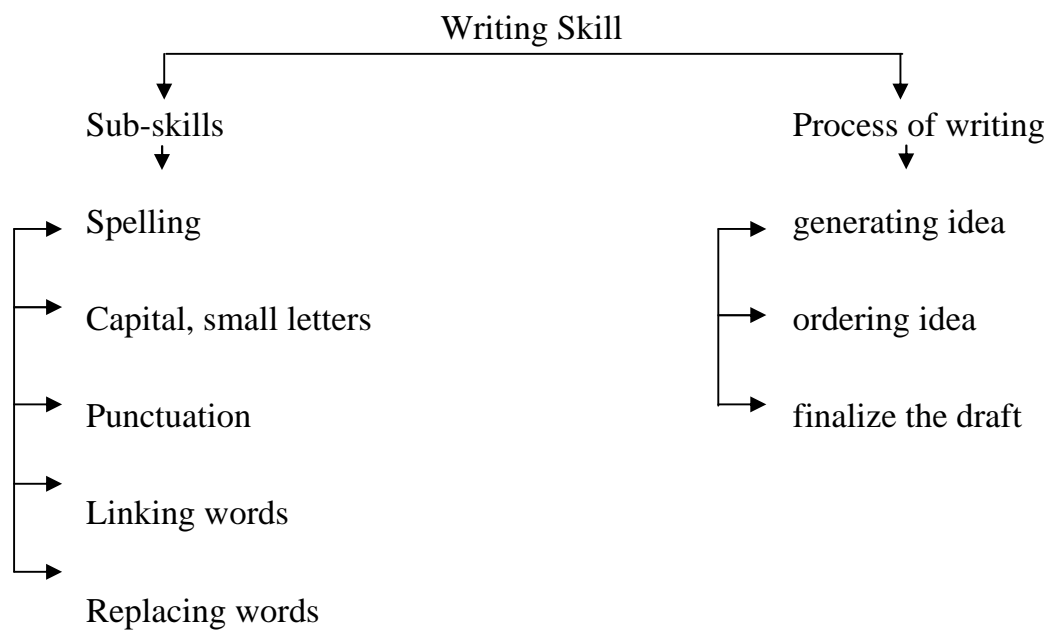 Writing Skill
Sub-skills
Process of writing
Spelling
generating idea
Capital, small letters
ordering idea
Punctuation
finalize the draft
Linking words
Replacing words